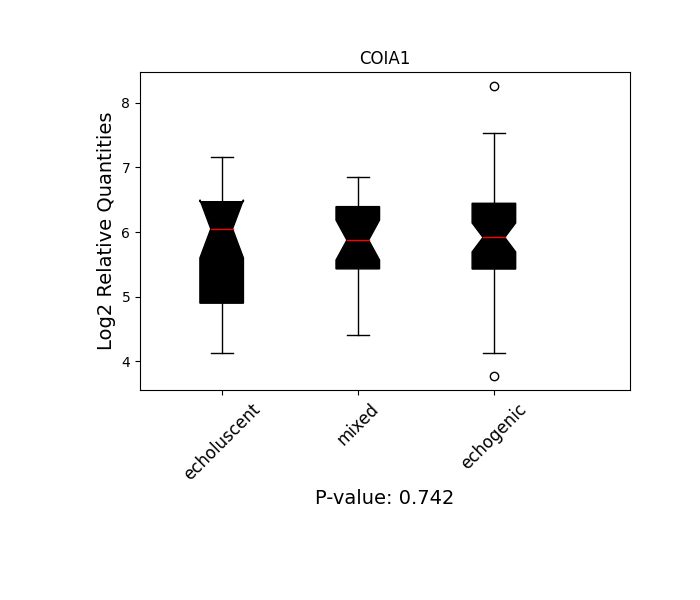 COIA1
Log2 Relative Quantities
8
7
6
5
4
echoluscent
mixed
echogenic
P-value: 0.742